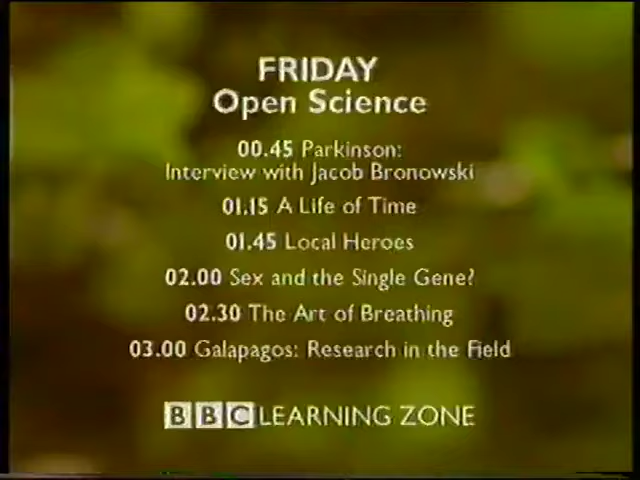 FRIDAY
Open Science
00.45 Parkinson:
Interview with Jacob Bronowski
01.15 A Life of Time
01.45 Local Heroes
02.00 Sex and the Single Gene?
02.30 The Art of Breathing
03.00 Galapagos: Research in the Field
BBC LEARNING ZONE